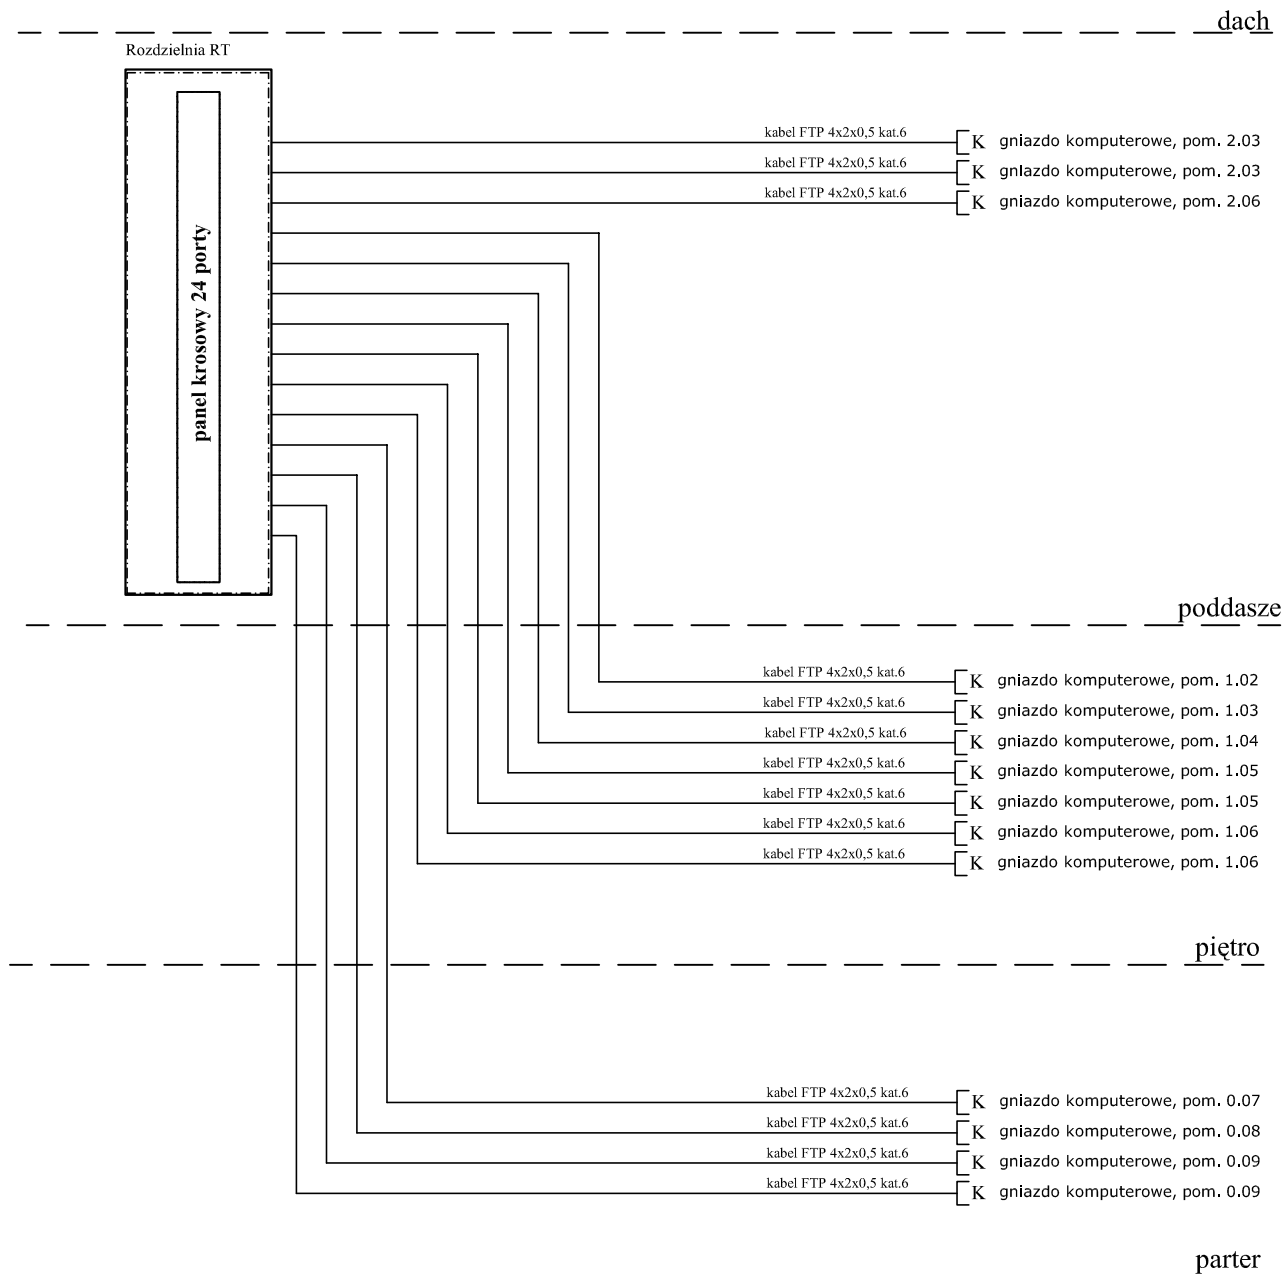 dach
Rozdzielnia RT
panel krosowy 24 porty
kabel FTP 4x2x0,5 kat.6 K gniazdo komputerowe, pom. 2.03
kabel FTP 4x2x0,5 kat.6 K gniazdo komputerowe, pom. 2.03
kabel FTP 4x2x0,5 kat.6 K gniazdo komputerowe, pom. 2.06
poddasze
kabel FTP 4x2x0,5 kat.6 K gniazdo komputerowe, pom. 1.02
kabel FTP 4x2x0,5 kat.6 K gniazdo komputerowe, pom. 1.03
kabel FTP 4x2x0,5 kat.6 K gniazdo komputerowe, pom. 1.04
kabel FTP 4x2x0,5 kat.6 K gniazdo komputerowe, pom. 1.05
kabel FTP 4x2x0,5 kat.6 K gniazdo komputerowe, pom. 1.05
kabel FTP 4x2x0,5 kat.6 K gniazdo komputerowe, pom. 1.06
kabel FTP 4x2x0,5 kat.6 K gniazdo komputerowe, pom. 1.06
piętro
kabel FTP 4x2x0,5 kat.6 K gniazdo komputerowe, pom. 0.07
kabel FTP 4x2x0,5 kat.6 K gniazdo komputerowe, pom. 0.08
kabel FTP 4x2x0,5 kat.6 K gniazdo komputerowe, pom. 0.09
kabel FTP 4x2x0,5 kat.6 K gniazdo komputerowe, pom. 0.09
parter